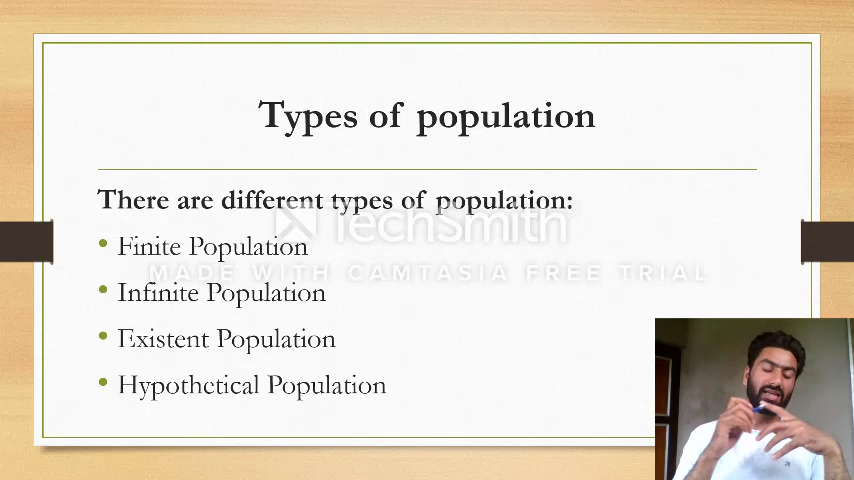 Types of population
There are different types of population:
TechSmith
• Finite Population
MADE WITH CAMTASIA FREE TRIAL
• Infinite Population
• Existent Population
• Hypothetical Population